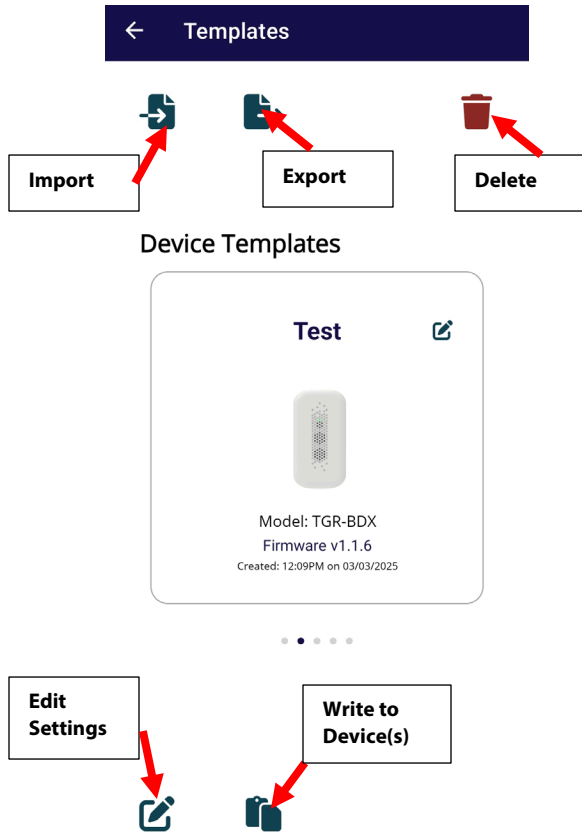 Templates
Import
Export
Delete
Device Templates
Test
Model: TGR-BDX
Firmware v1.1.6
Created: 12:09PM on 03/03/2025
Edit
Settings
Write to
Device(s)